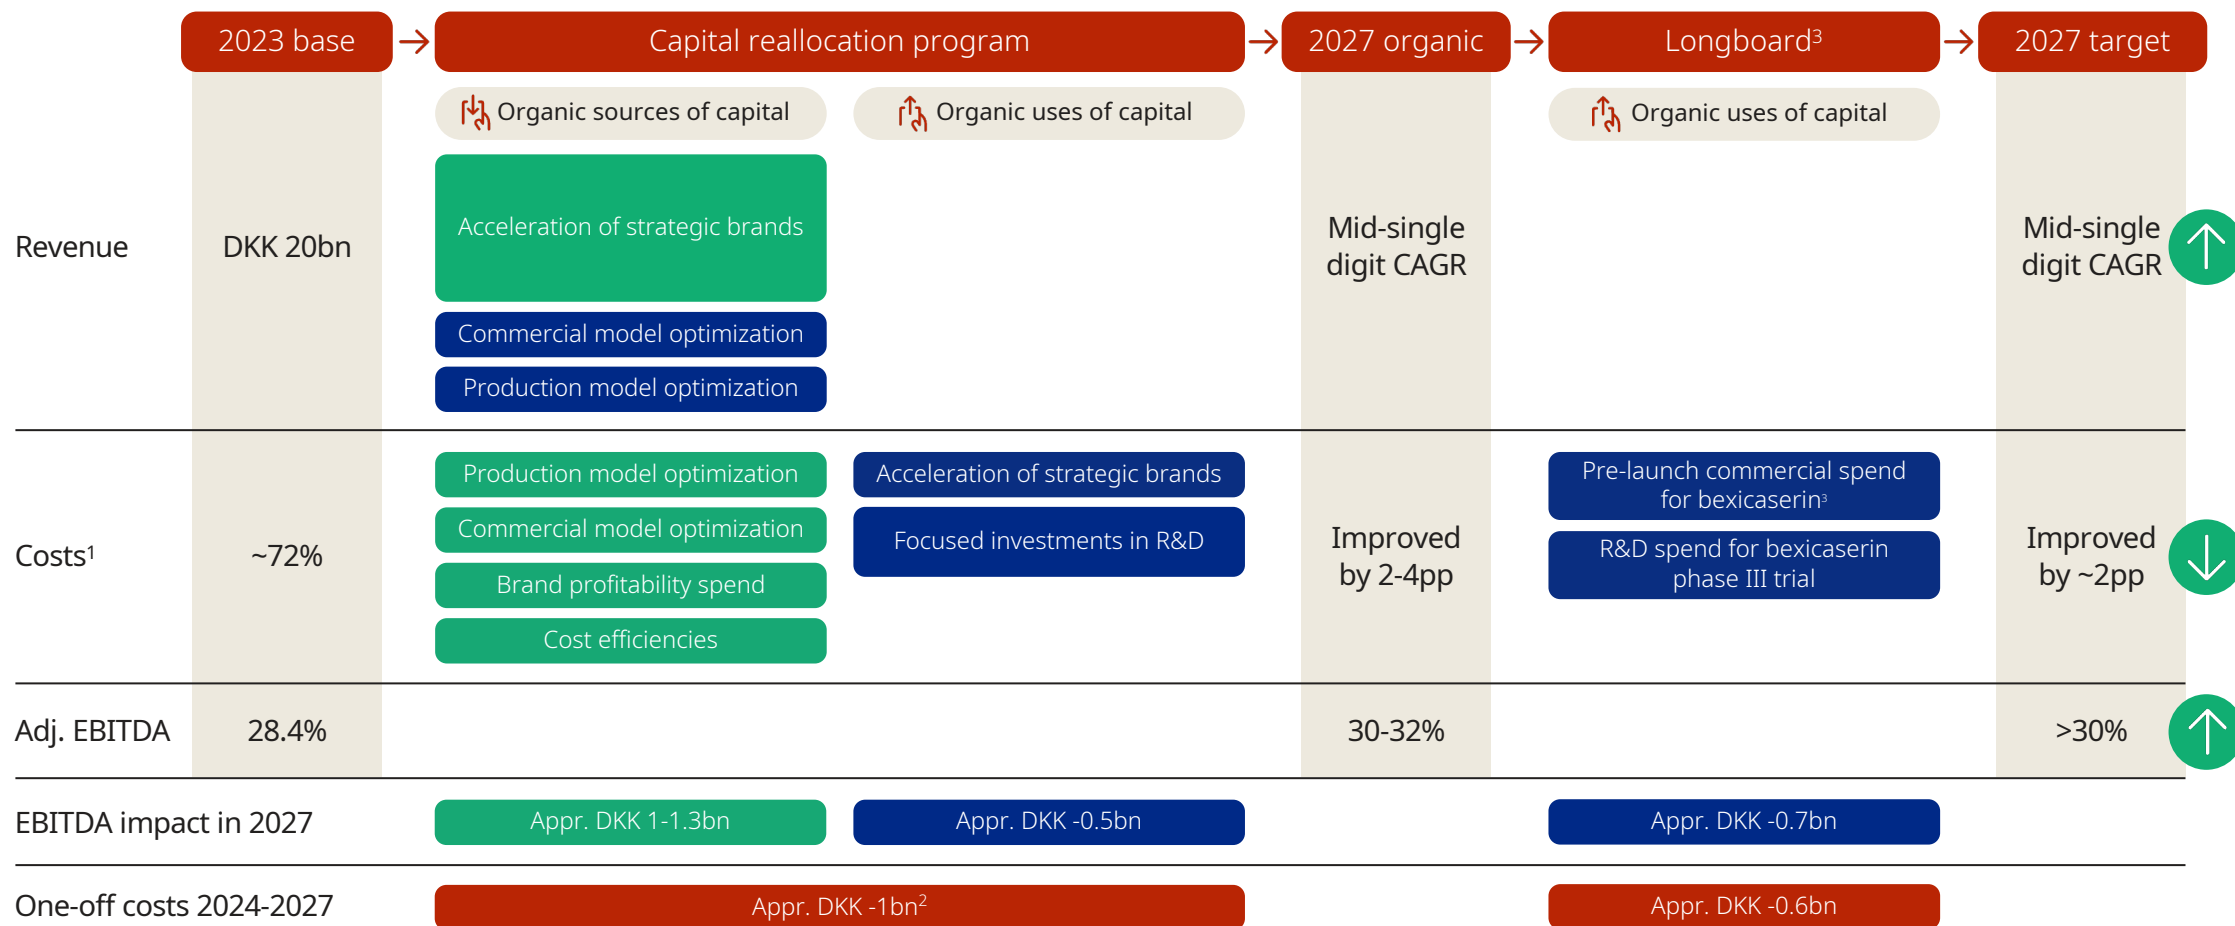 2023 base
Capital reallocation program
2027 organic
Longboard³
2027 target
Organic sources of capital
Organic uses of capital
Organic uses of capital
Revenue
DKK 20bn
Acceleration of strategic brands
Commercial model optimization
Production model optimization
Mid-single
digit CAGR
Mid-single
digit CAGR
Costs¹
~72%
Production model optimization
Commercial model optimization
Brand profitability spend
Cost efficiencies
Acceleration of strategic brands
Focused investments in R&D
Improved
by 2-4pp
Pre-launch commercial spend
for bexicaserin³
R&D spend for bexicaserin
phase III trial
Improved
by ~2pp
Adj. EBITDA
28.4%
30-32%
>30%
EBITDA impact in 2027
Appr. DKK 1-1.3bn
Appr. DKK -0.5bn
Appr. DKK -0.7bn
One-off costs 2024-2027
Appr. DKK -1bn²
Appr. DKK -0.6bn